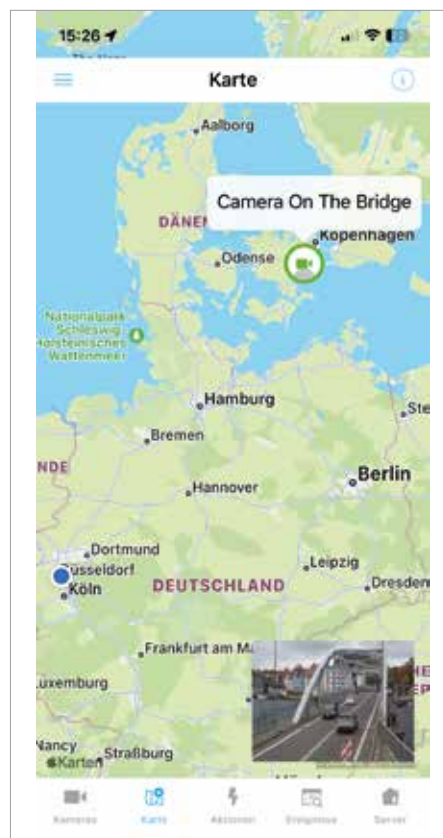 15:26
Karte
Aalborg
Camera On The Bridge
DÄNEM
Kopenhagen
Odense
Nationalpark
Schleswig-
Holsteinisches
Wattenmeer
Hamburg
Ste
Bremen
NDE
Berlin
Hannover
Dortmund
Düsseldorf
Leipzig
Köln
DEUTSCHLAND
Dresden
Frankfurt am Ma
uxemburg
Nancy
Straßburg
Karten
Kameras
Karte
Aktionen
Ereignisse
Server